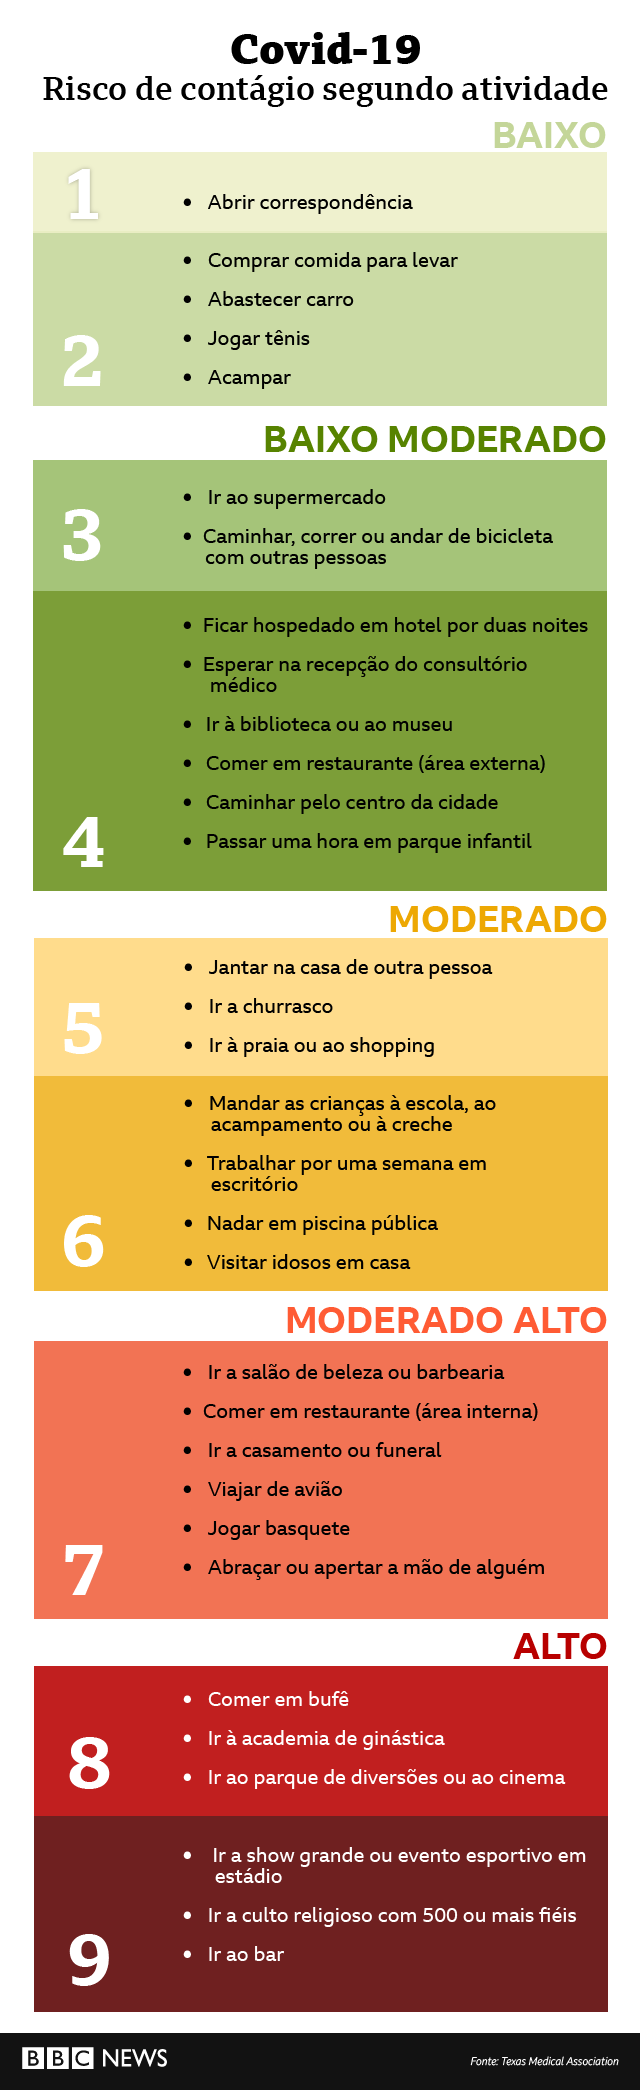 Covid-19
Risco de contágio segundo atividade
BAIXO
1
• Abrir correspondência
2
• Comprar comida para levar
• Abastecer carro
• Jogar tênis
• Acampar
BAIXO MODERADO
3
• Ir ao supermercado
• Caminhar, correr ou andar de bicicleta
com outras pessoas
4
• Ficar hospedado em hotel por duas noites
• Esperar na recepção do consultório
médico
• Ir à biblioteca ou ao museu
• Comer em restaurante (área externa)
• Caminhar pelo centro da cidade
• Passar uma hora em parque infantil
MODERADO
5
• Jantar na casa de outra pessoa
• Ir a churrasco
• Ir à praia ou ao shopping
6
• Mandar as crianças à escola, ao
acampamento ou à creche
• Trabalhar por uma semana em
escritório
• Nadar em piscina pública
• Visitar idosos em casa
MODERADO ALTO
7
• Ir a salão de beleza ou barbearia
• Comer em restaurante (área interna)
• Ir a casamento ou funeral
• Viajar de avião
• Jogar basquete
• Abraçar ou apertar a mão de alguém
ALTO
8
• Comer em bufê
• Ir à academia de ginástica
• Ir ao parque de diversões ou ao cinema
9
• Ir a show grande ou evento esportivo em
estádio
• Ir a culto religioso com 500 ou mais fiéis
• Ir ao bar
BBC NEWS
Fonte: Texas Medical Association